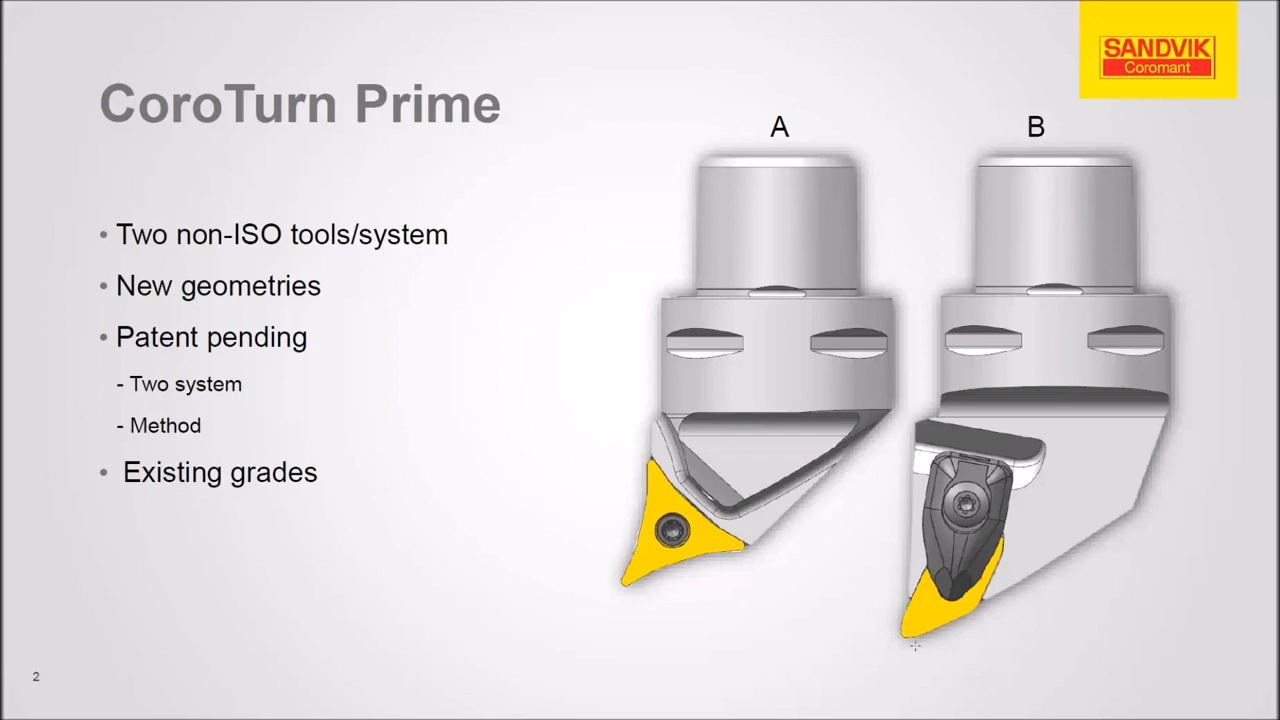 SANDVIK
Coromant
CoroTurn Prime
A
B
• Two non-ISO tools/system
• New geometries
• Patent pending
- Two system
- Method
• Existing grades
2